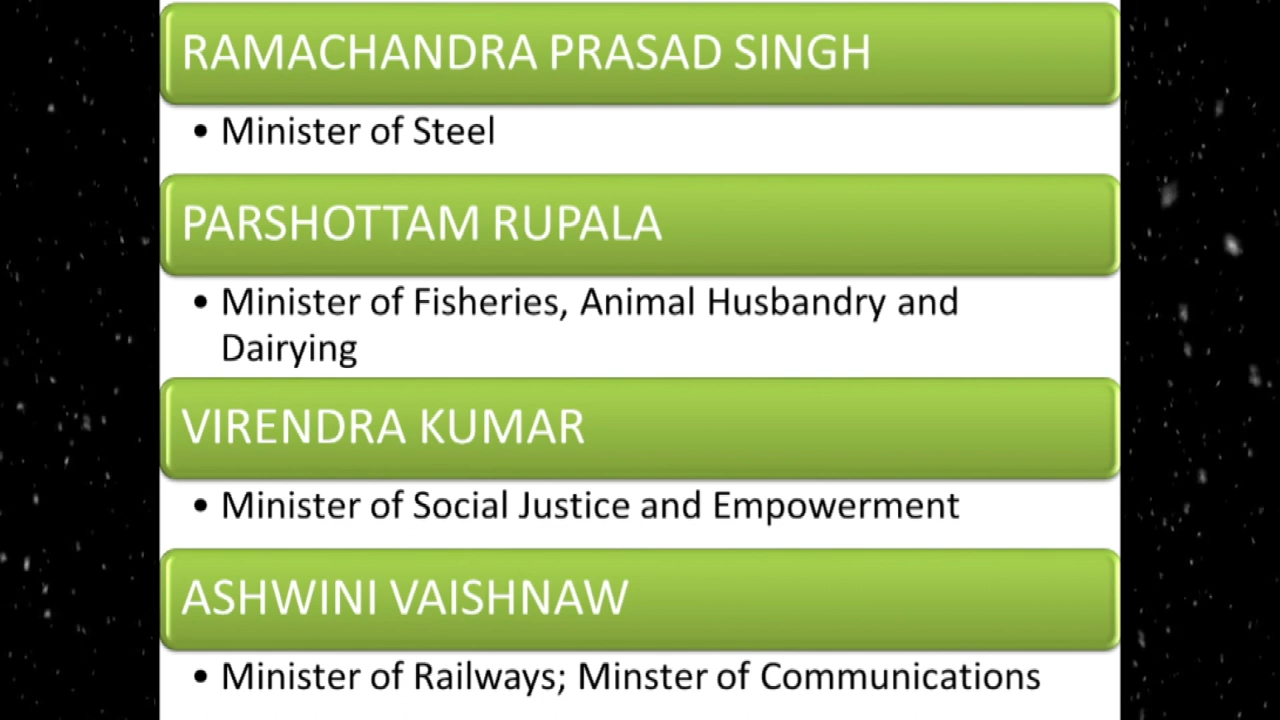 RAMACHANDRA PRASAD SINGH
• Minister of Steel
PARSHOTTAM RUPALA
• Minister of Fisheries, Animal Husbandry and
Dairying
VIRENDRA KUMAR
• Minister of Social Justice and Empowerment
ASHWINI VAISHNAW
• Minister of Railways; Minster of Communications